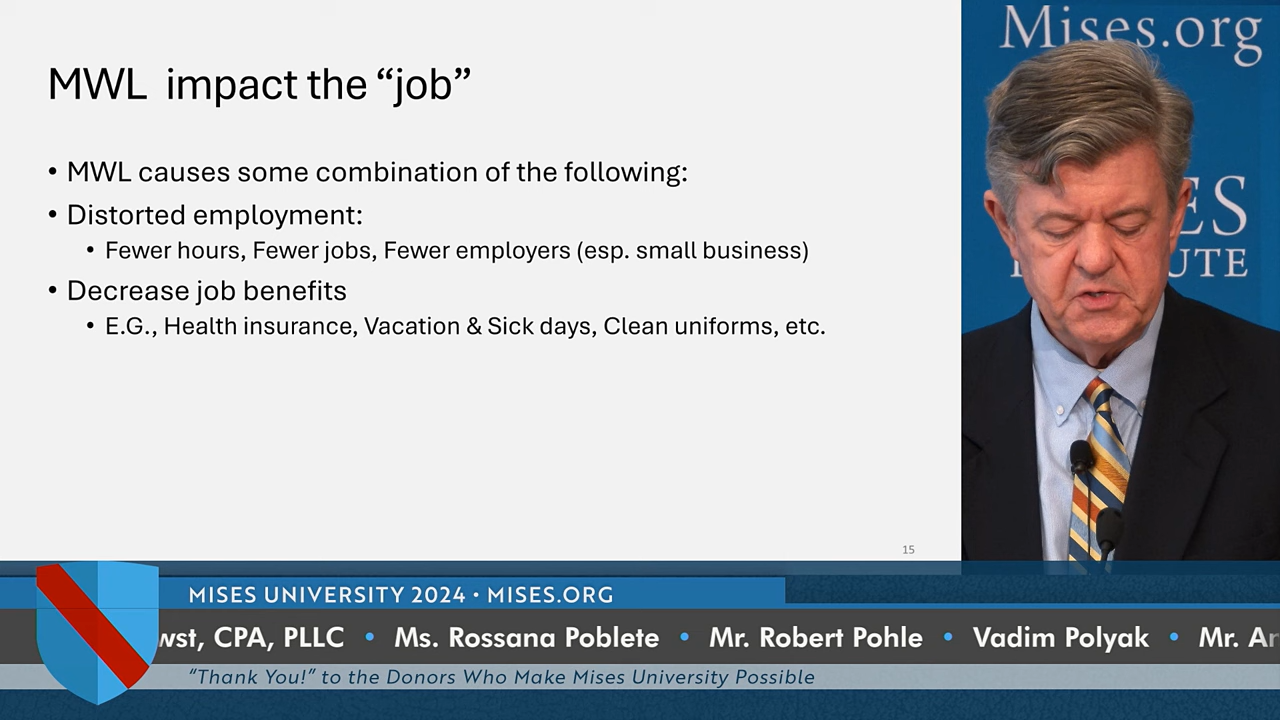 MWL  impact the “job”
• MWL causes some combination of the following:
• Distorted employment:
• Fewer hours, Fewer jobs, Fewer employers (esp. small business)
• Decrease job benefits
• E.G., Health insurance, Vacation & Sick days, Clean uniforms, etc.
15
Mises.org
MISES UNIVERSITY 2024 • MISES.ORG
CPA, PLLC • Ms. Rossana Poblete • Mr. Robert Pohle • Vadim Polyak • Mr.
“Thank You!” to the Donors Who Make Mises University Possible